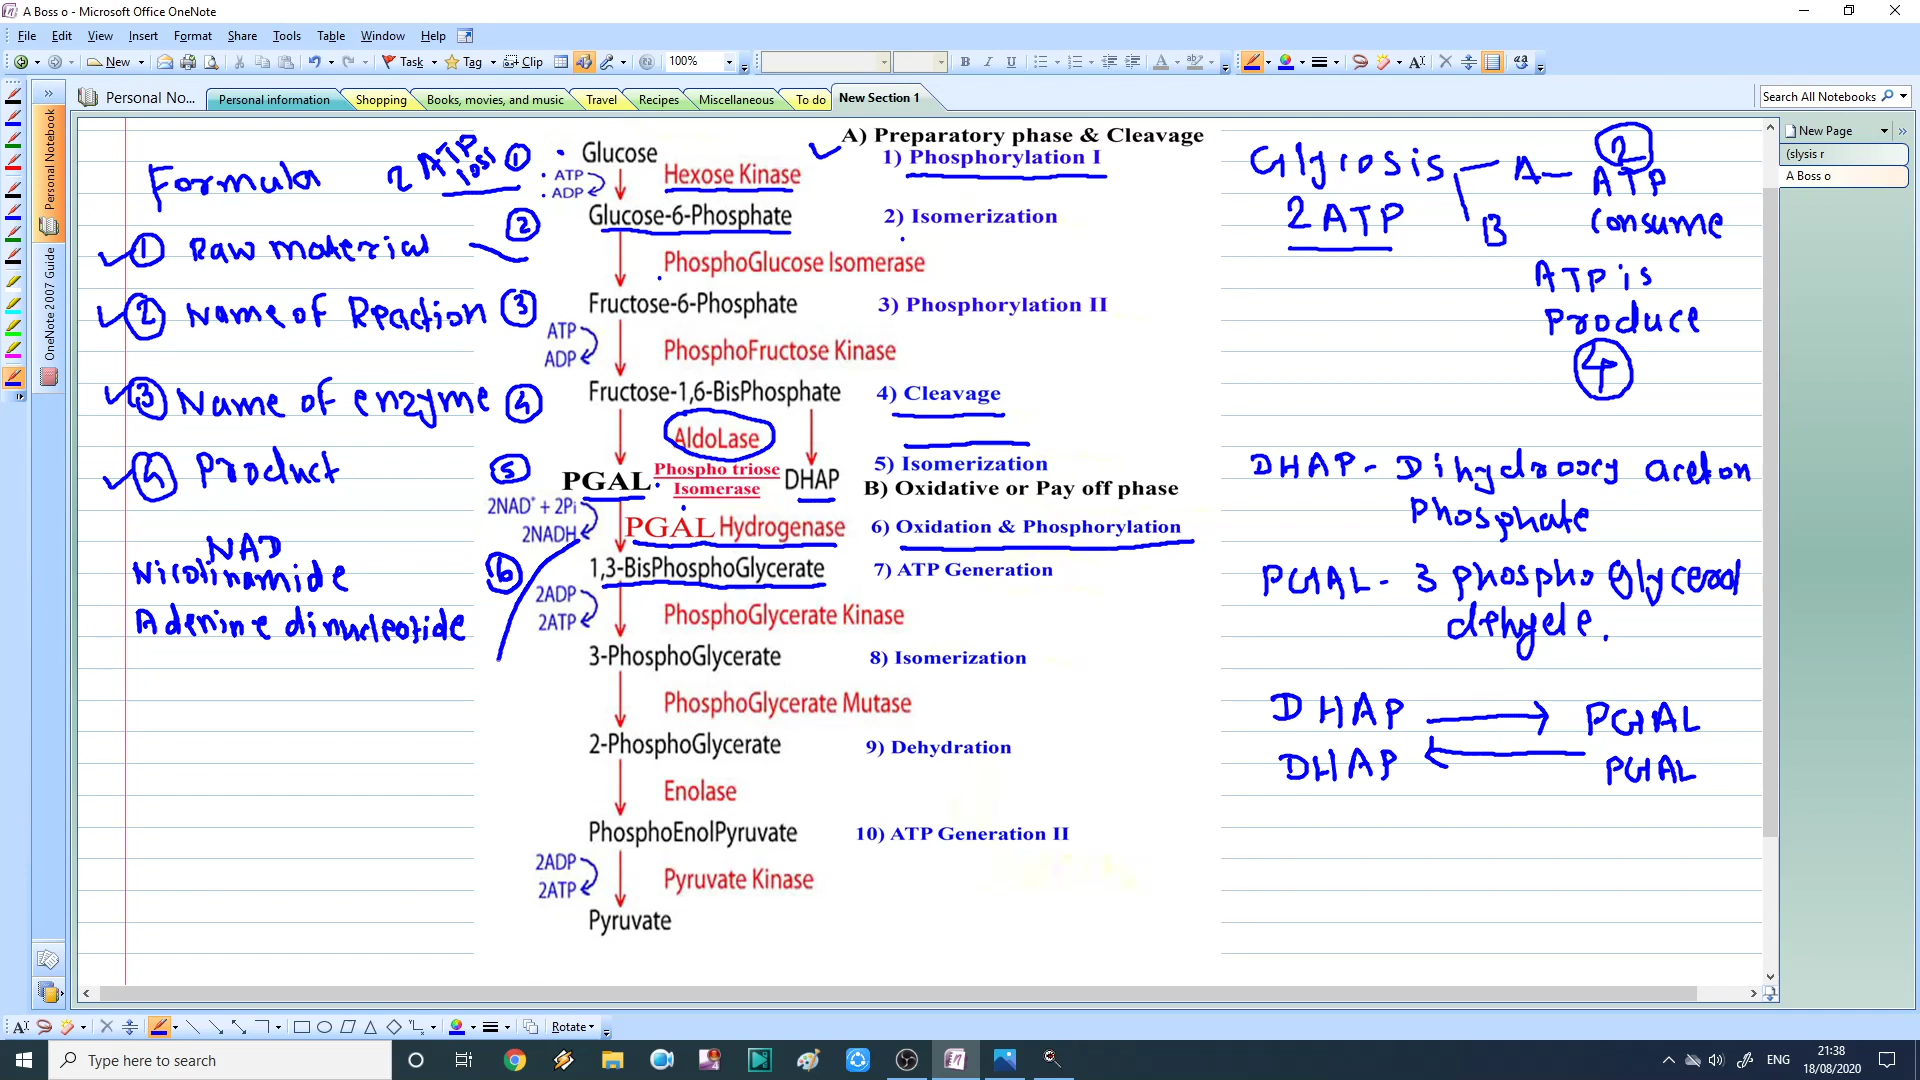 A Boss o - Microsoft Office OneNote
File Edit View Insert Format Share Tools Table Window Help
New Task Tag Clip 100%
Personal No... Personal information Shopping Books, movies, and music Travel Recipes Miscellaneous To do New Section 1 Search All Notebooks
Personal Notebook
OneNote 2007 Guide
New Page
(slysis r
A Boss o
Formula
2 ATP loss
① Raw material
② Name of Reaction
③ Name of enzyme
④ Product
NAD
Nicotinamide
Adenine dinucleotide
A) Preparatory phase & Cleavage
① Glucose
1) Phosphorylation I
ATP
ADP
Hexose Kinase
② Glucose-6-Phosphate
2) Isomerization
PhosphoGlucose Isomerase
③ Fructose-6-Phosphate
3) Phosphorylation II
ATP
ADP
PhosphoFructose Kinase
④ Fructose-1,6-BisPhosphate
4) Cleavage
AldoLase
5) Isomerization
⑤ PGAL Phospho triose Isomerase DHAP
B) Oxidative or Pay off phase
2NAD⁺ + 2Pi
2NADH
PGAL Hydrogenase
6) Oxidation & Phosphorylation
⑥ 1,3-BisPhosphoGlycerate
7) ATP Generation
2ADP
2ATP
PhosphoGlycerate Kinase
3-PhosphoGlycerate
8) Isomerization
PhosphoGlycerate Mutase
2-PhosphoGlycerate
9) Dehydration
Enolase
PhosphoEnolPyruvate
10) ATP Generation II
2ADP
2ATP
Pyruvate Kinase
Pyruvate
Glycosis A- 2 ATP consume
2 ATP
B
ATP is
Produce
4
DHAP - Dihydroxy aceton
Phosphate
PGAL - 3 phospho Glyceral
dehyde.
DHAP → PGAL
DHAP ← PGAL
Rotate
Type here to search
ENG
21:38
18/08/2020